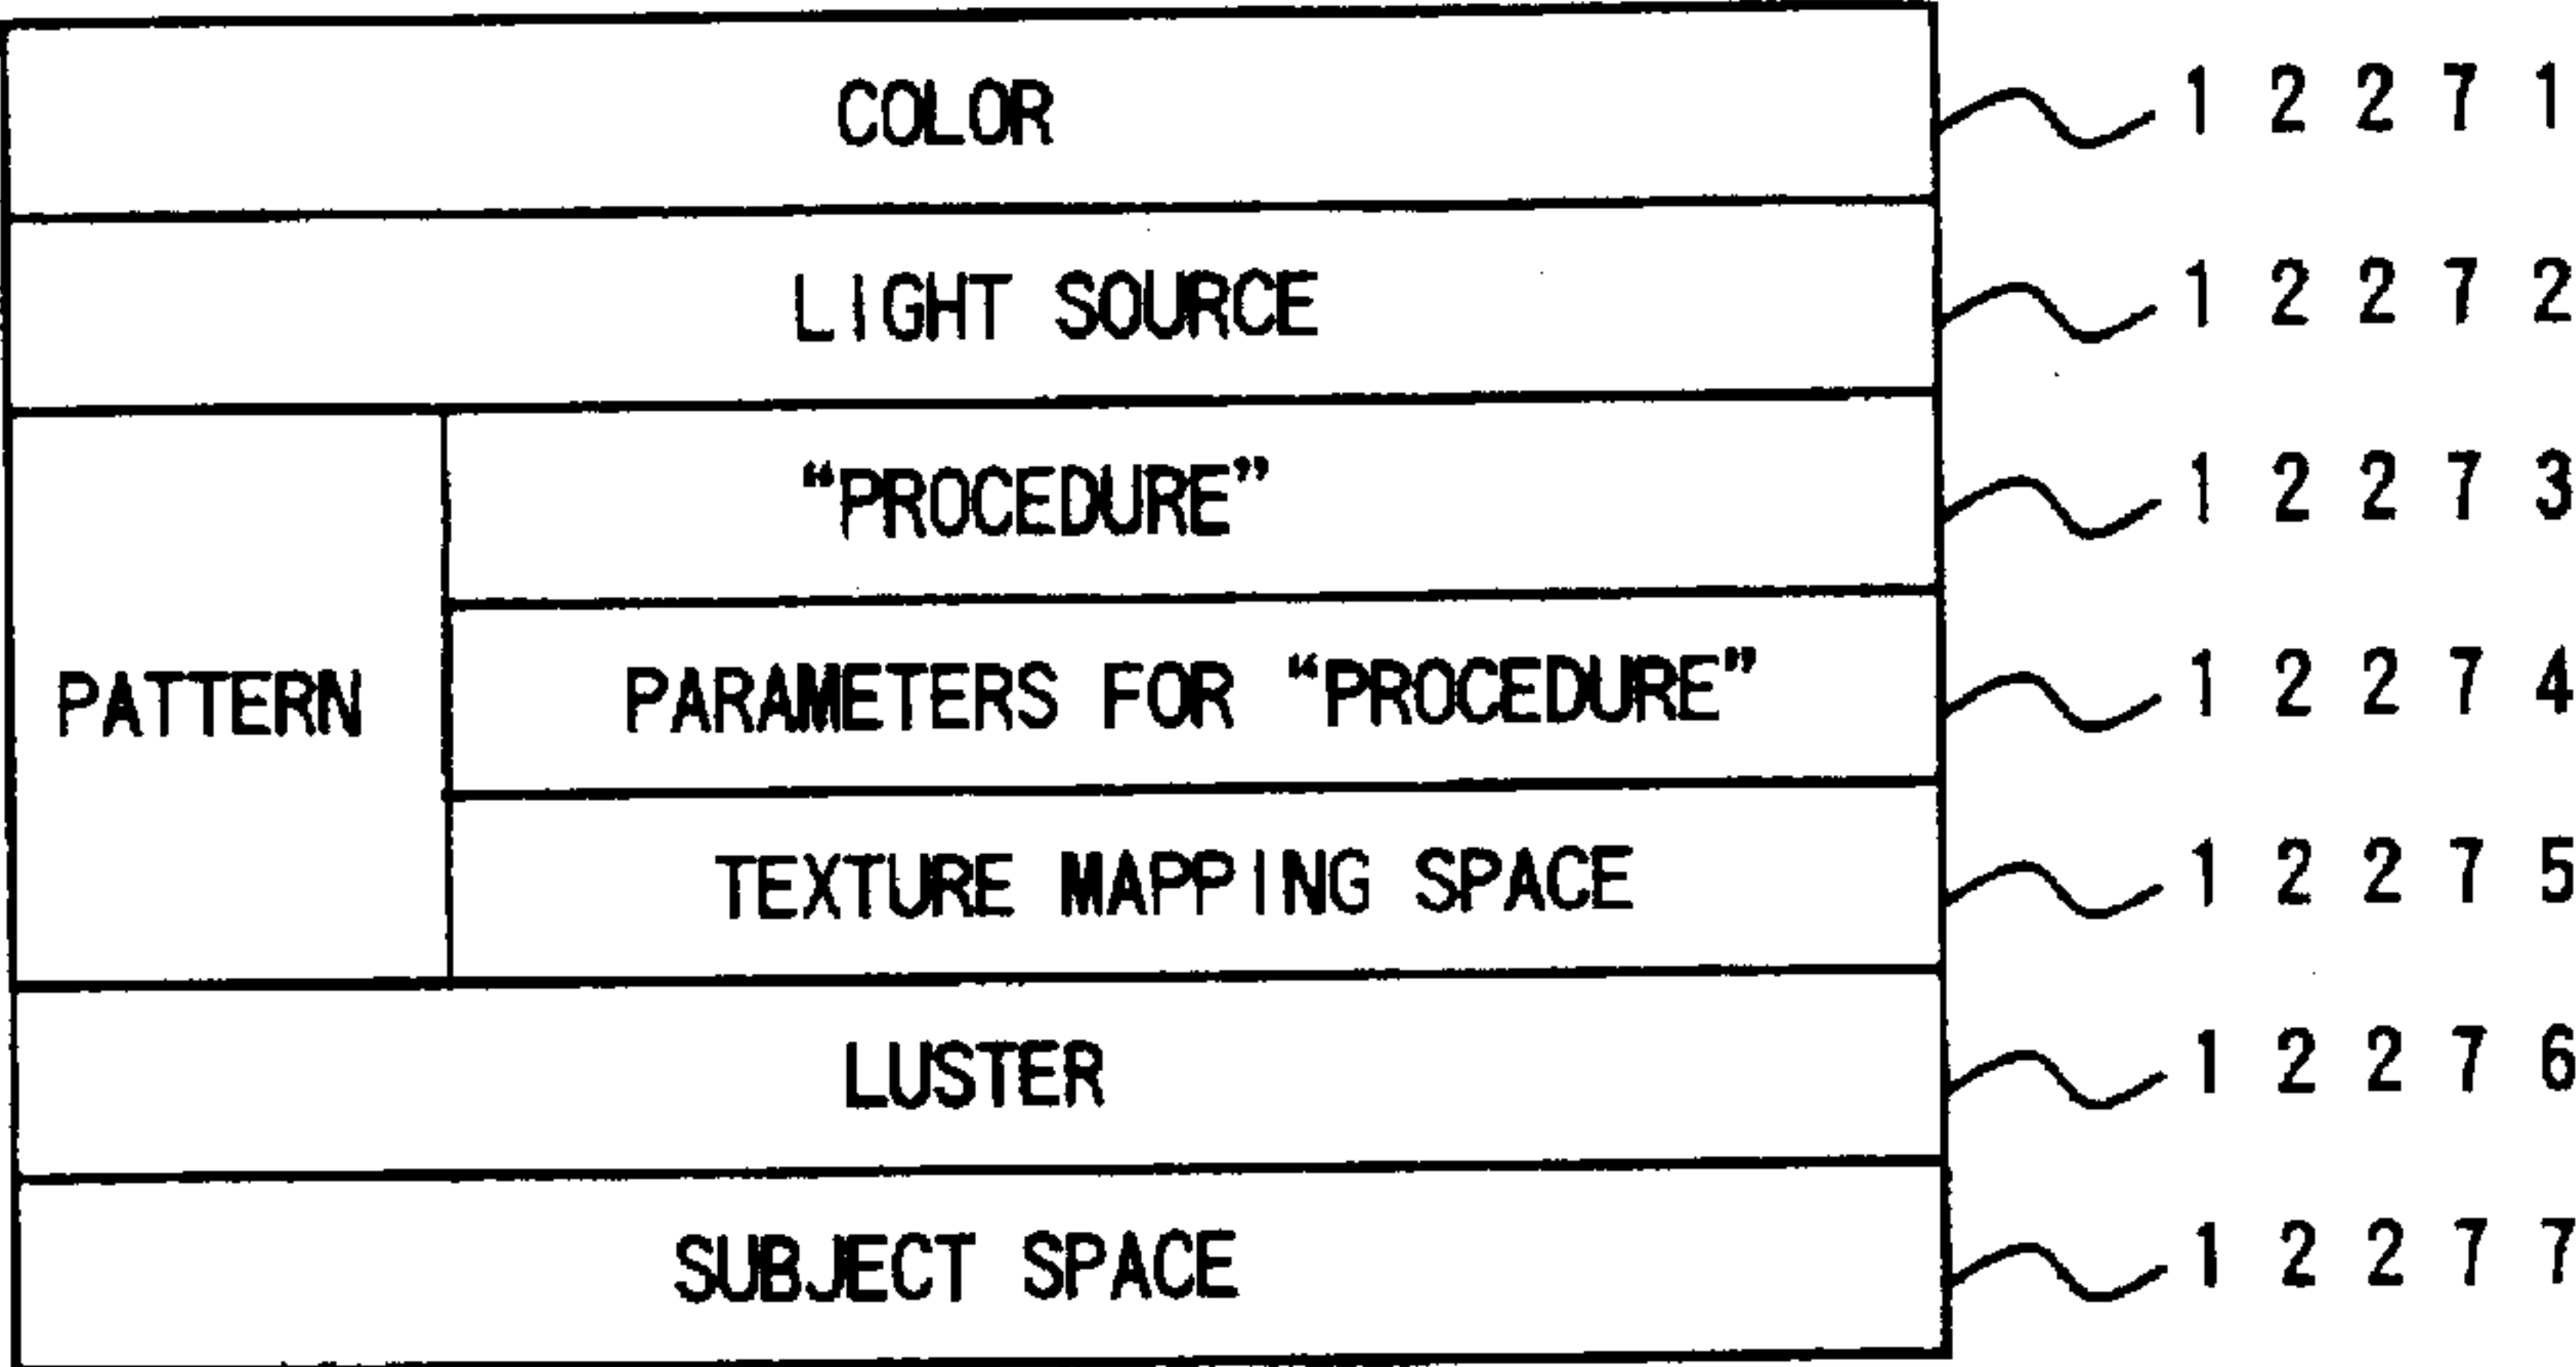 COLOR 12271
LIGHT SOURCE 12272
“PROCEDURE” 12273
PATTERN PARAMETERS FOR “PROCEDURE” 12274
TEXTURE MAPPING SPACE 12275
LUSTER 12276
SUBJECT SPACE 12277